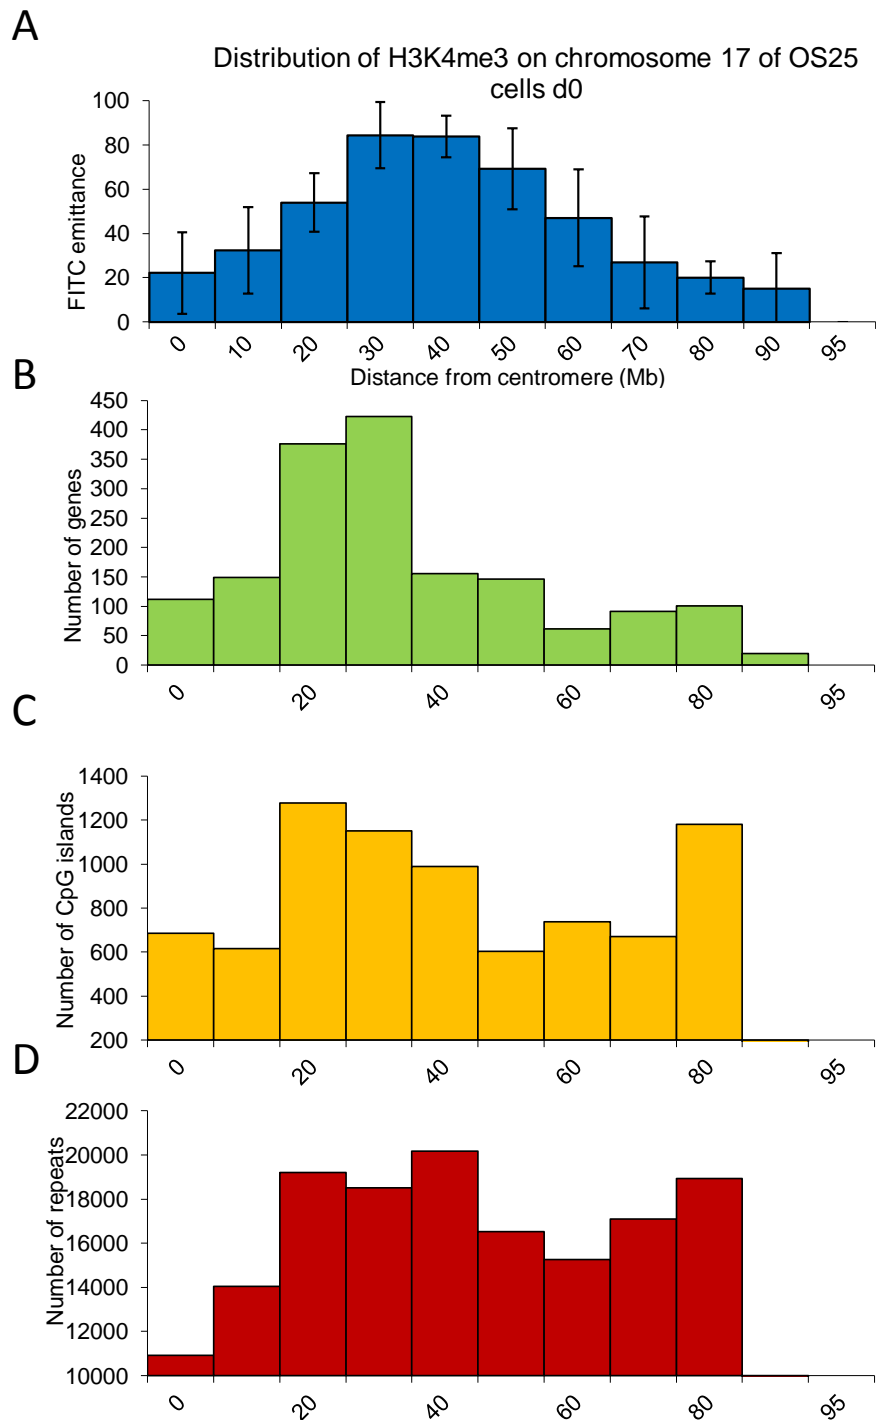 A
Distribution of H3K4me3 on chromosome 17 of OS25
cells d0
FITC emittance
100
80
60
40
20
0
0 10 20 30 40 50 60 70 80 90 95
Distance from centromere (Mb)
B
Number of genes
450
400
350
300
250
200
150
100
50
0
0 20 40 60 80 95
C
Number of CpG islands
1400
1200
1000
800
600
400
200
0 20 40 60 80 95
D
Number of repeats
22000
20000
18000
16000
14000
12000
10000
0 20 40 60 80 95